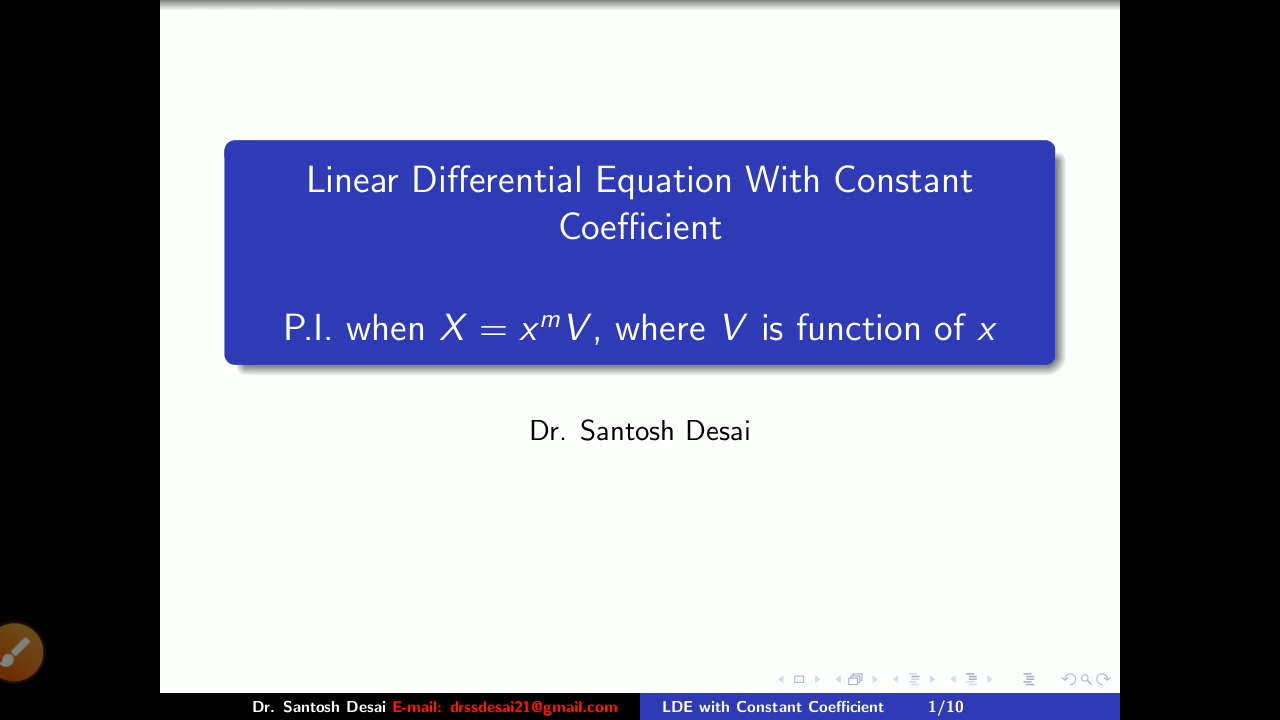 Linear Differential Equation With Constant
Coefficient
P.I. when X = x^m V, where V is function of x
Dr. Santosh Desai
Dr. Santosh Desai E-mail: drssdesai21@gmail.com LDE with Constant Coefficient 1/10